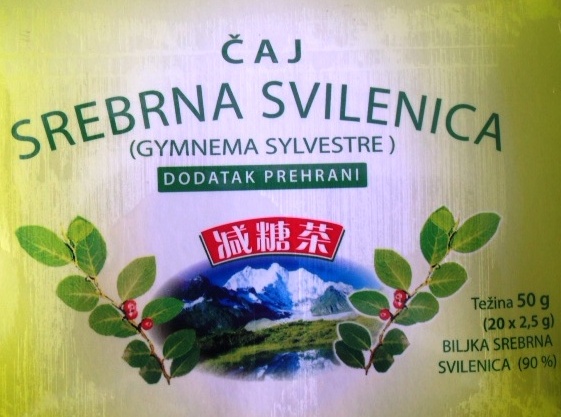 ČAJ
SREBRNA SVILENICA
(GYMNEMA SYLVESTRE)
DODATAK PREHRANI
减糖茶
Težina 50 g
(20 x 2,5 g)
BILJKA SREBRNA
SVILENICA (90 %)